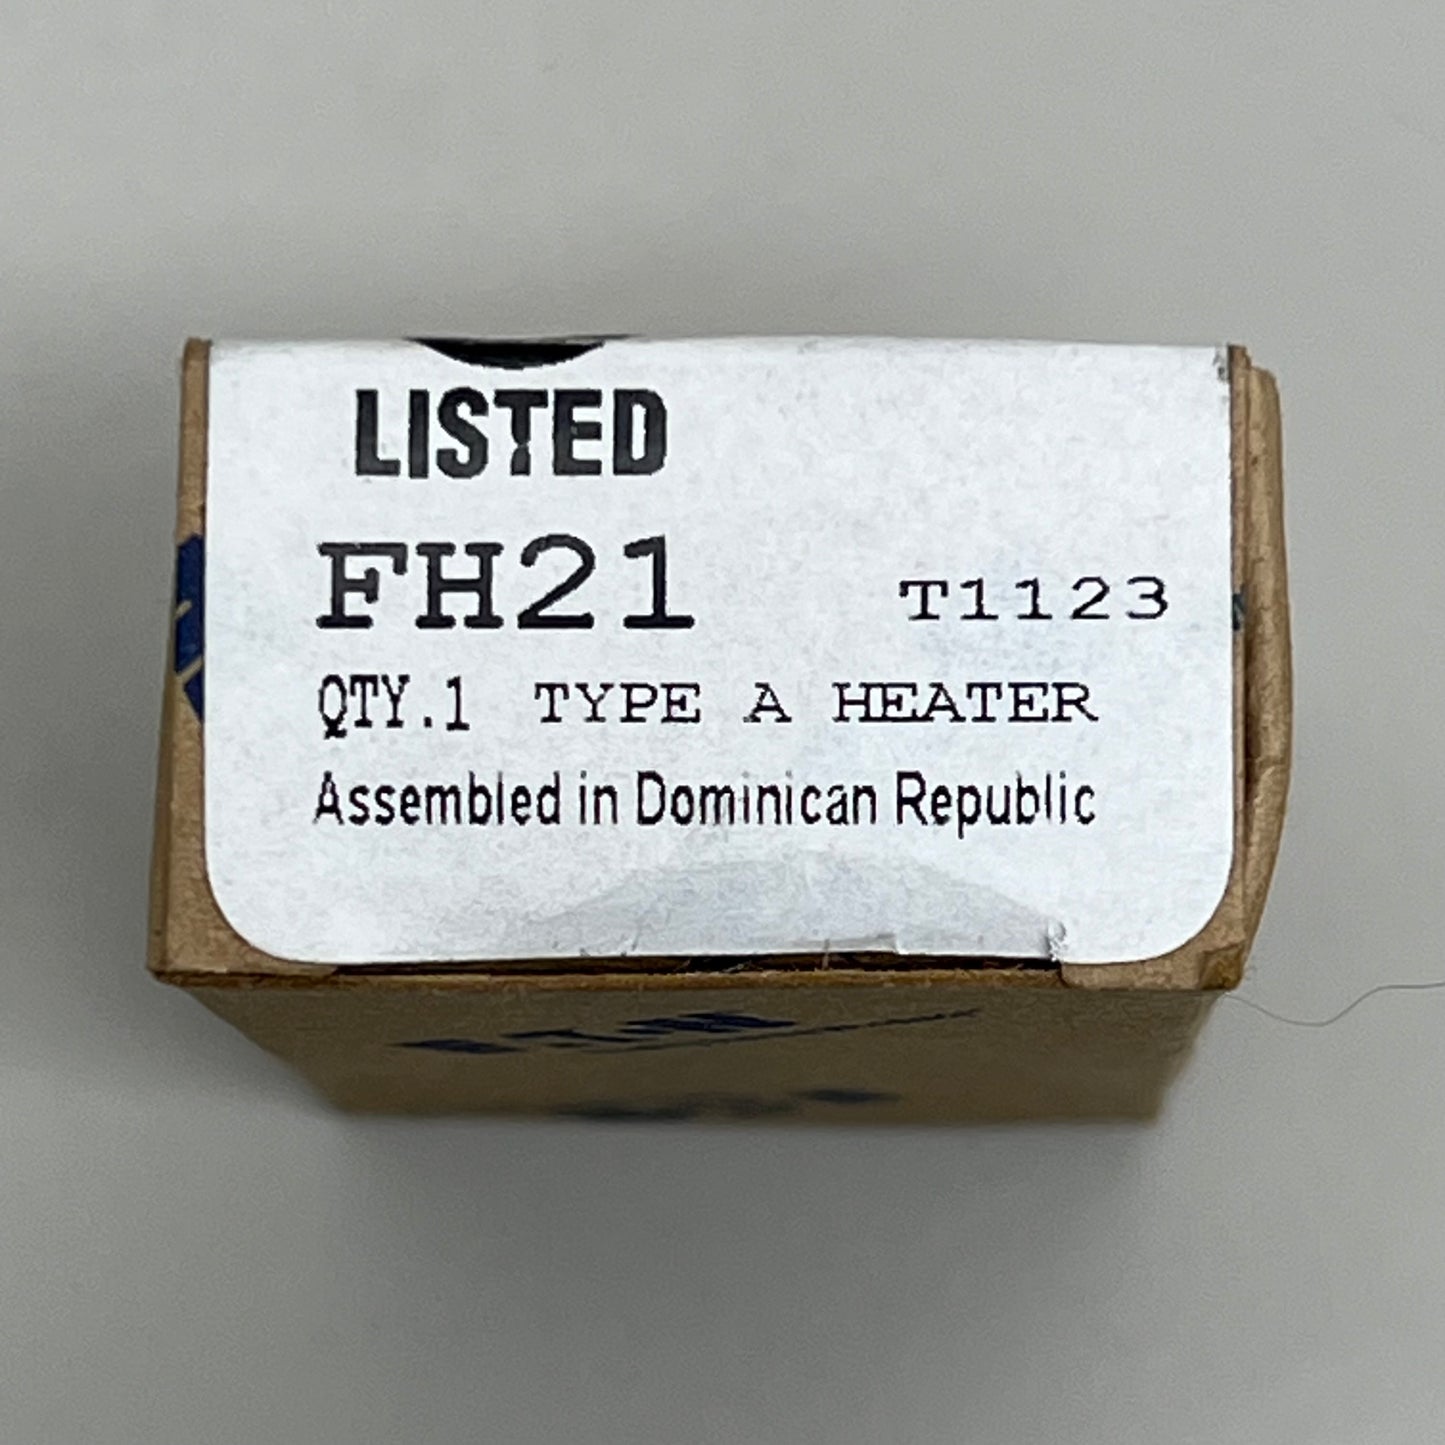 LISTED
FH21 T1123
QTY.1 TYPE A HEATER
Assembled in Dominican Republic